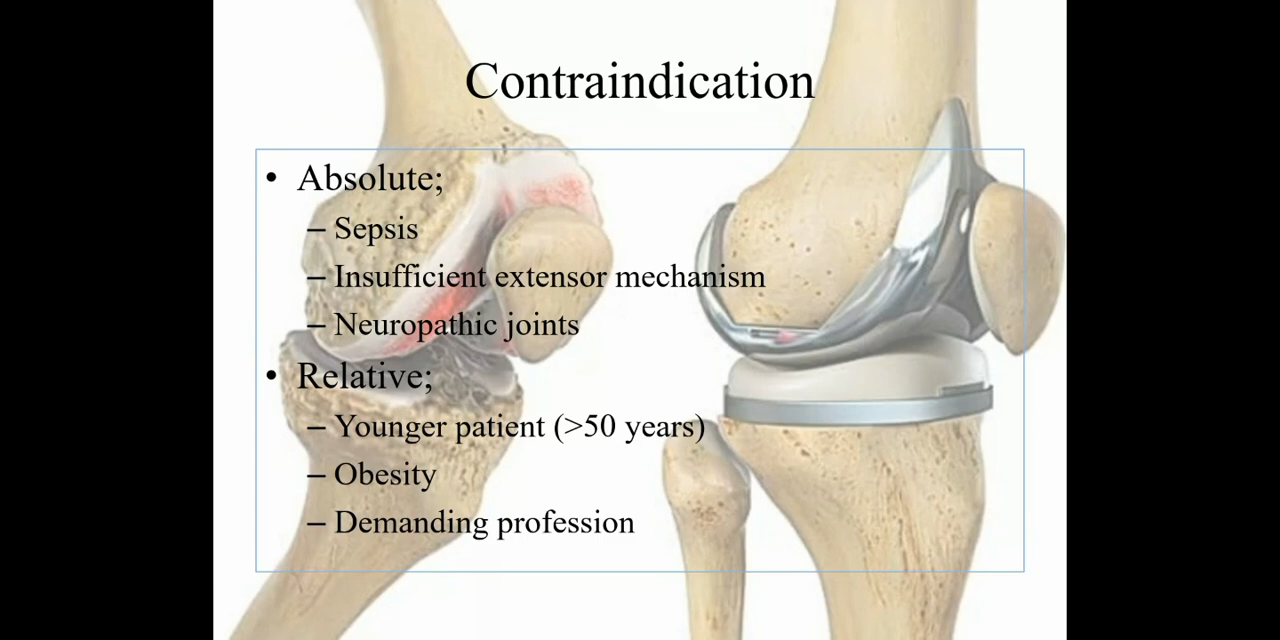 Contraindication
• Absolute;
– Sepsis
– Insufficient extensor mechanism
– Neuropathic joints
• Relative;
– Younger patient (>50 years)
– Obesity
– Demanding profession